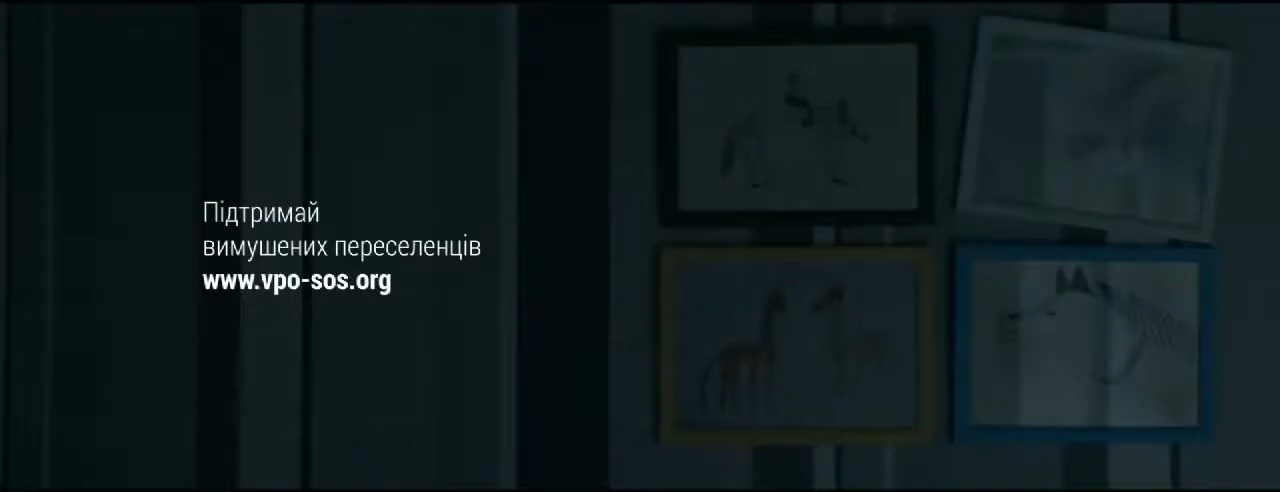 Підтримай
вимушених переселенців
www.vpo-sos.org